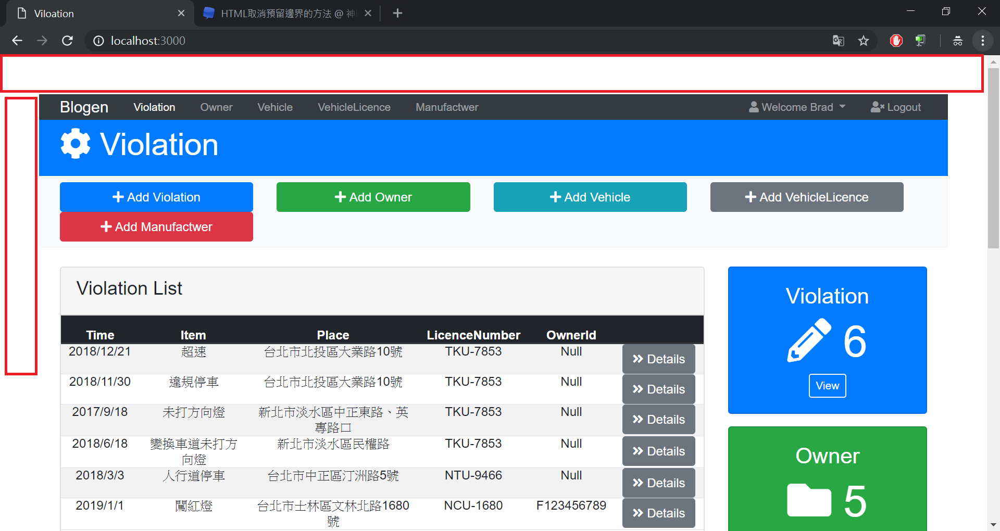 Viloation
HTML取消預留邊界的方法 @ 神
localhost:3000
Blogen Violation Owner Vehicle VehicleLicence Manufactwer Welcome Brad Logout
Violation
Add Violation Add Owner Add Vehicle Add VehicleLicence
Add Manufactwer
Violation List
Time Item Place LicenceNumber OwnerId
2018/12/21 超速 台北市北投區大業路10號 TKU-7853 Null Details
2018/11/30 違規停車 台北市北投區大業路10號 TKU-7853 Null Details
2017/9/18 未打方向燈 新北市淡水區中正東路、英 TKU-7853 Null Details
專路口
2018/6/18 變換車道未打方 新北市淡水區民權路 TKU-7853 Null Details
向燈
2018/3/3 人行道停車 台北市中正區汀洲路5號 NTU-9466 Null Details
2019/1/1 闖紅燈 台北市士林區文林北路1680 NCU-1680 F123456789 Details
號
Violation
6
View
Owner
5